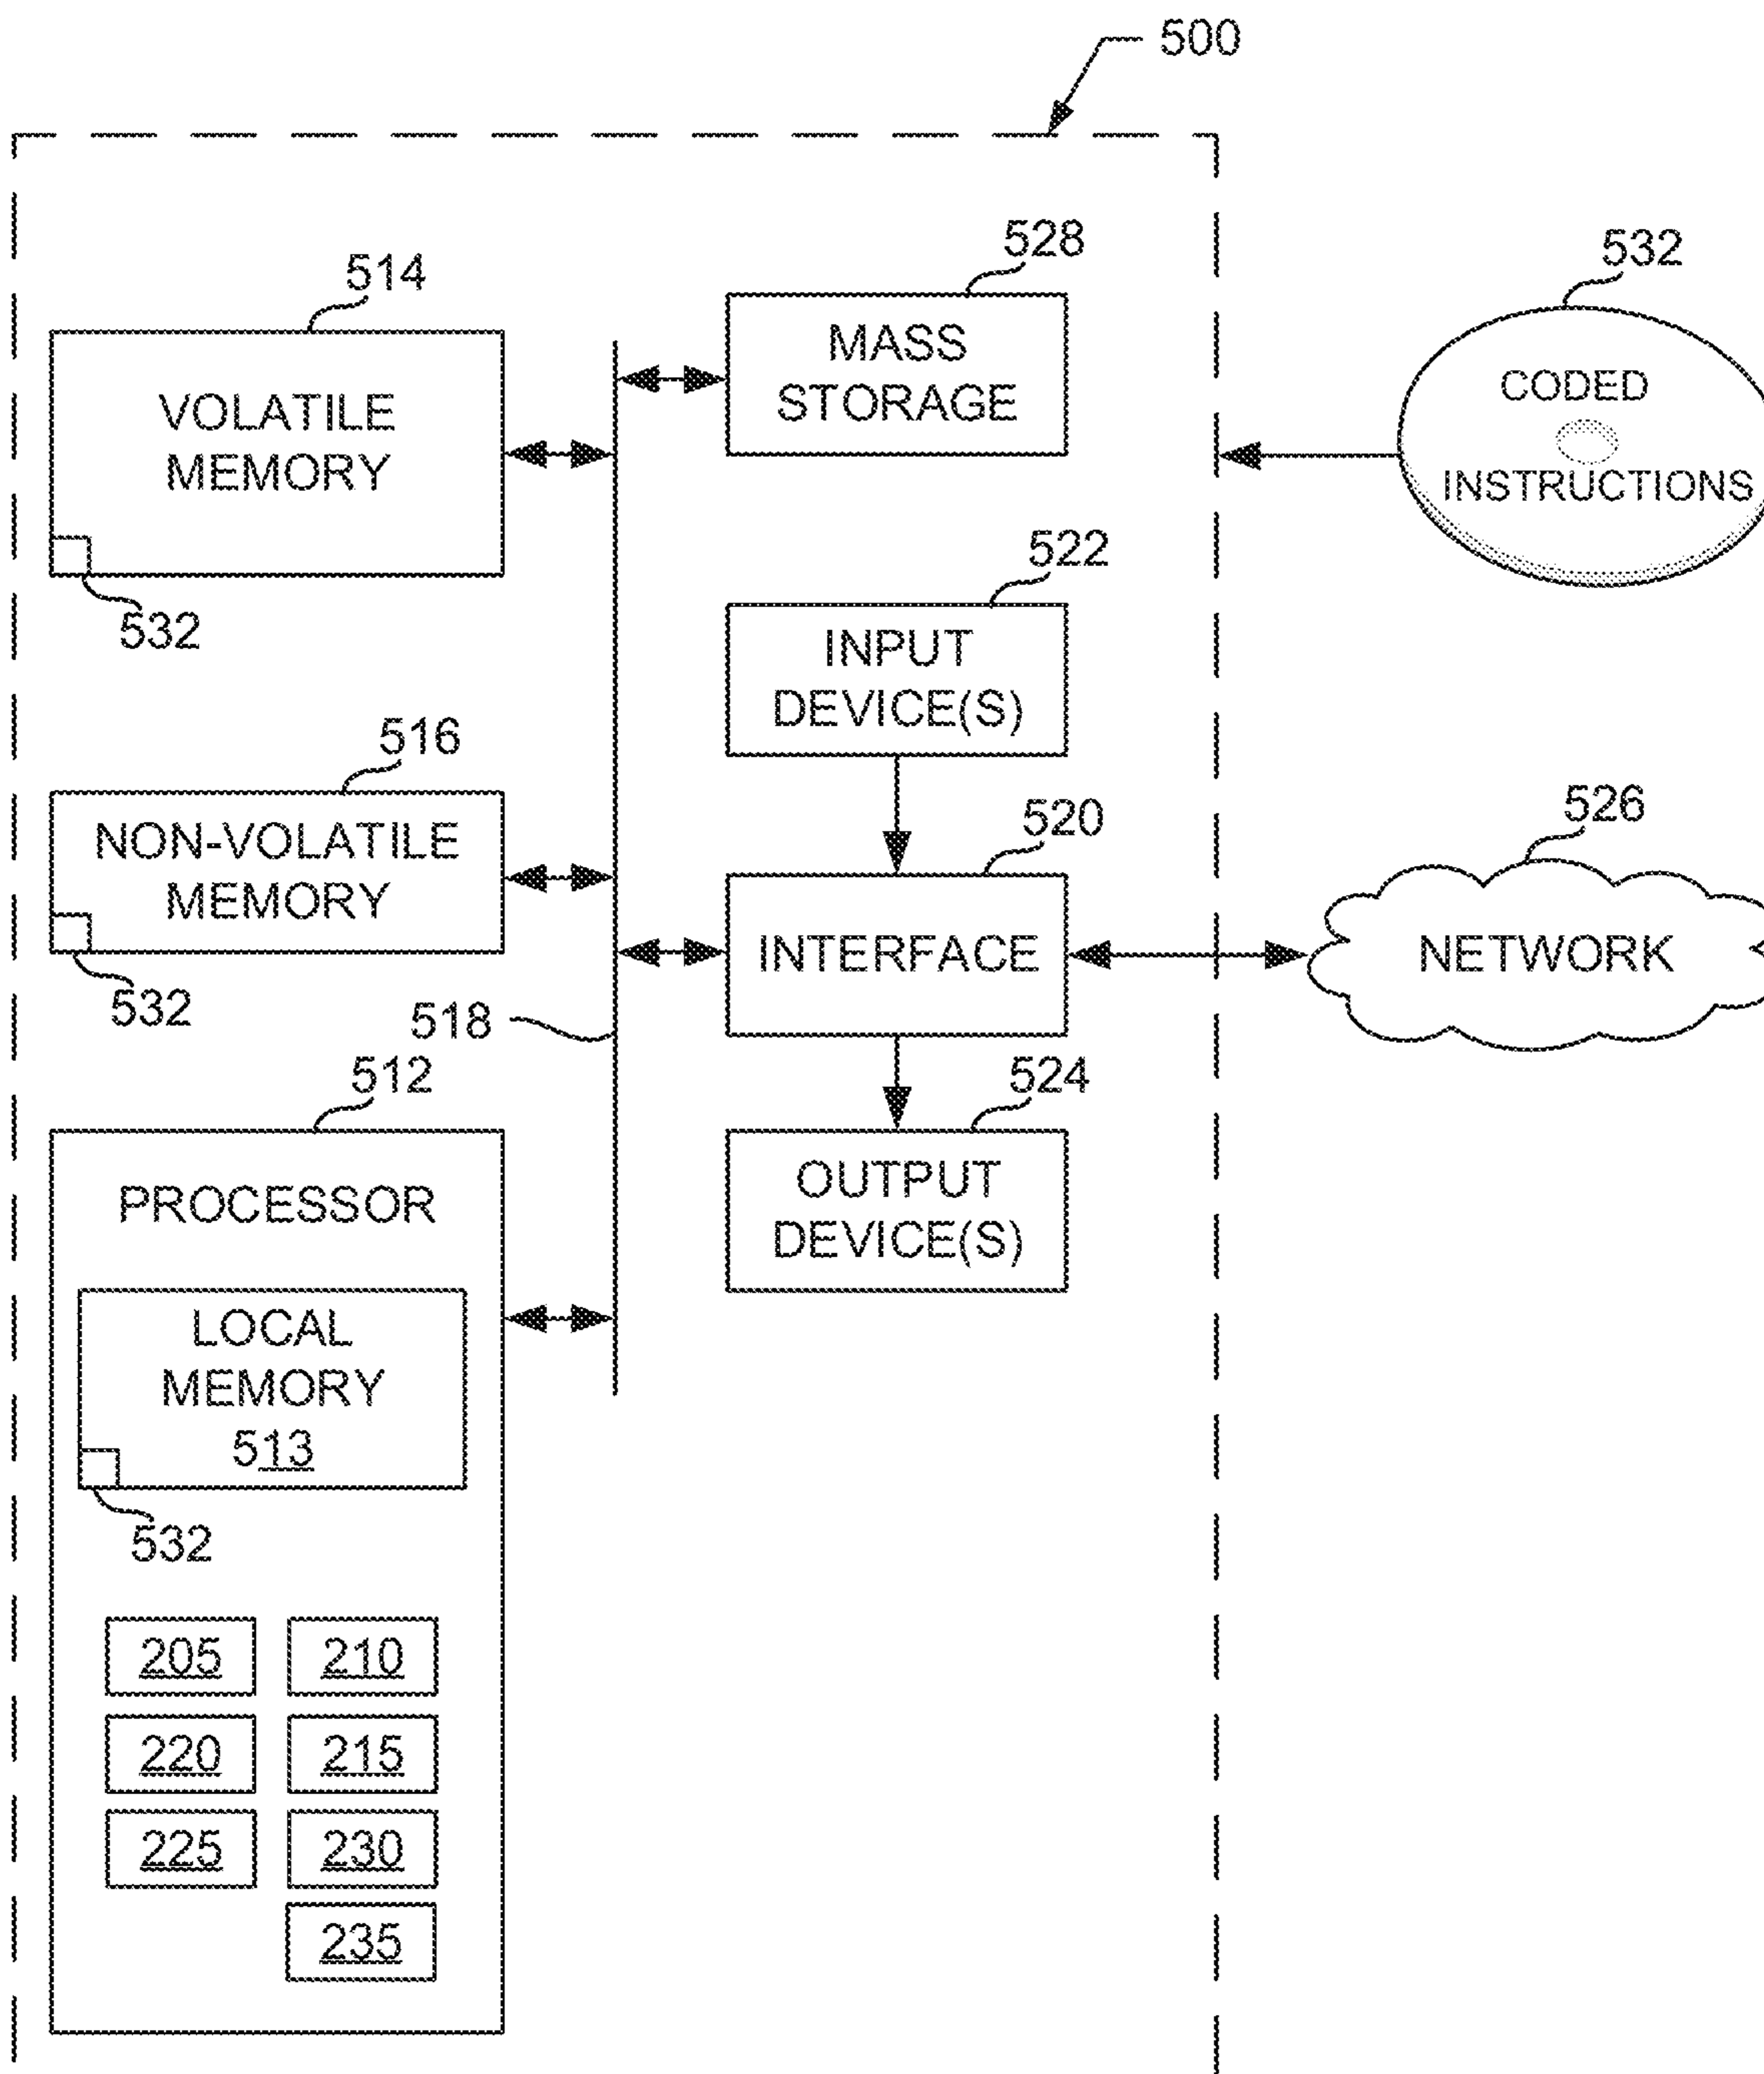 500
514
VOLATILE
MEMORY
532
528
MASS
STORAGE
532
CODED
INSTRUCTIONS
522
INPUT
DEVICE(S)
516
NON-VOLATILE
MEMORY
532
518
520
INTERFACE
526
NETWORK
512
PROCESSOR
LOCAL
MEMORY
513
532
524
OUTPUT
DEVICE(S)
205 210
220 215
225 230
235